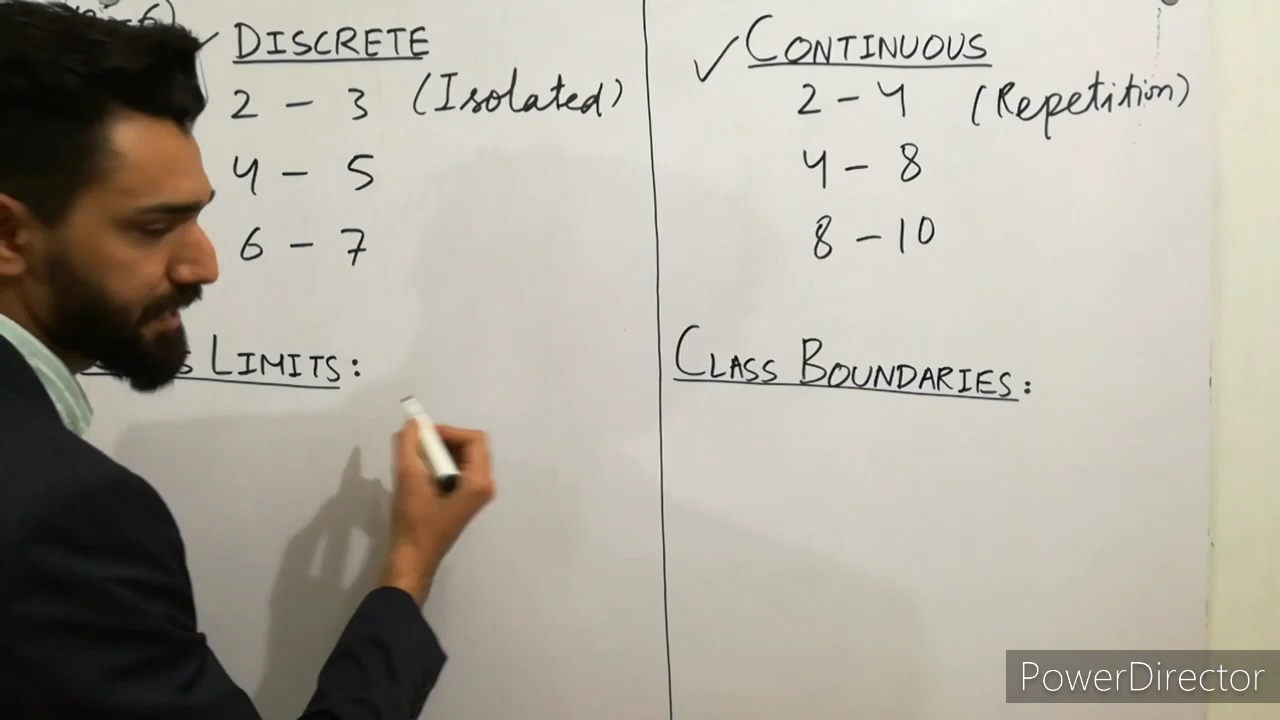 DISCRETE
2 - 3 (Isolated)
4 - 5
6 - 7
LIMITS:
✓ CONTINUOUS
2 - 4 (Repetition)
4 - 8
8 - 10
CLASS BOUNDARIES:
PowerDirector